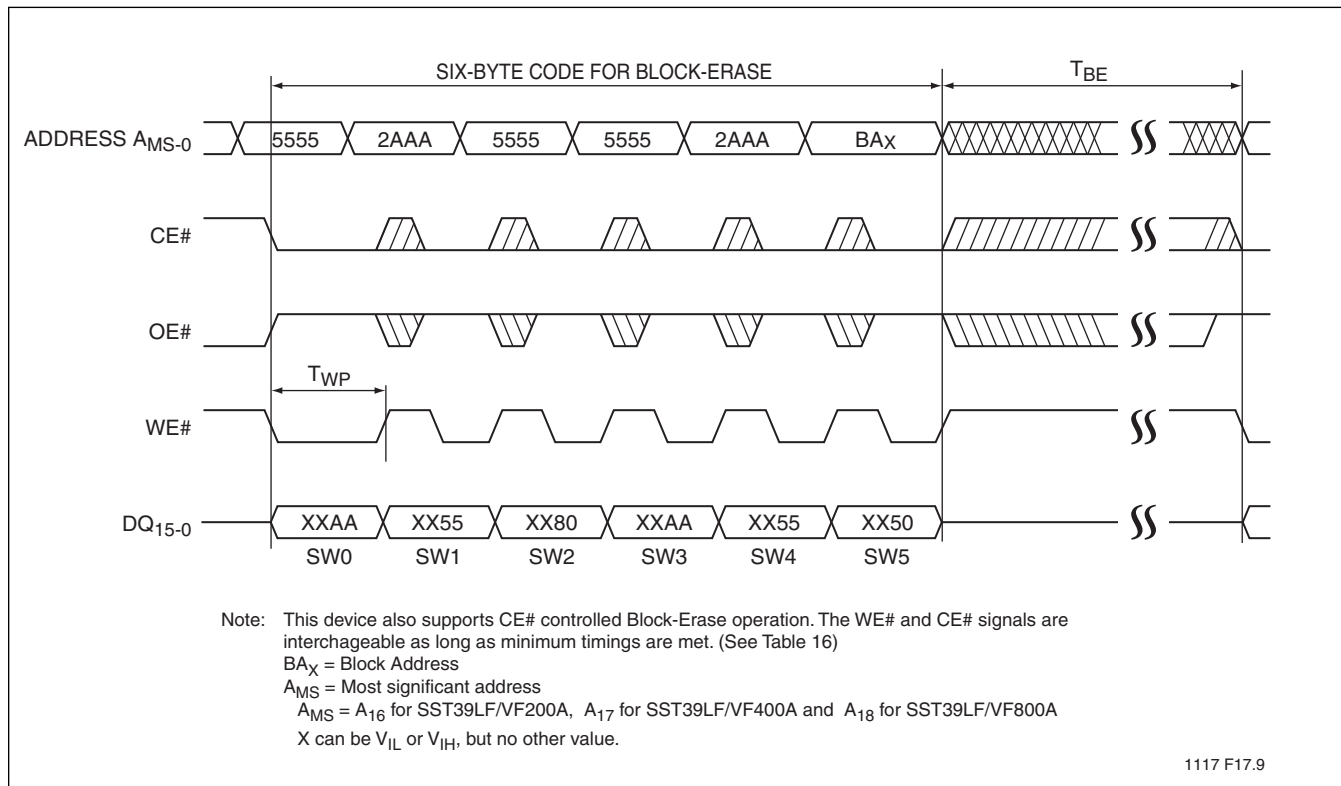 SIX-BYTE CODE FOR BLOCK-ERASE
TBE
ADDRESS AMS-0
5555 2AAA 5555 5555 2AAA BAX
CE#
OE#
TWP
WE#
DQ15-0
XXAA XX55 XX80 XXAA XX55 XX50
SW0 SW1 SW2 SW3 SW4 SW5
Note: This device also supports CE# controlled Block-Erase operation. The WE# and CE# signals are
interchageable as long as minimum timings are met. (See Table 16)
BAX = Block Address
AMS = Most significant address
AMS = A16 for SST39LF/VF200A, A17 for SST39LF/VF400A and A18 for SST39LF/VF800A
X can be VIL or VIH, but no other value.
1117 F17.9